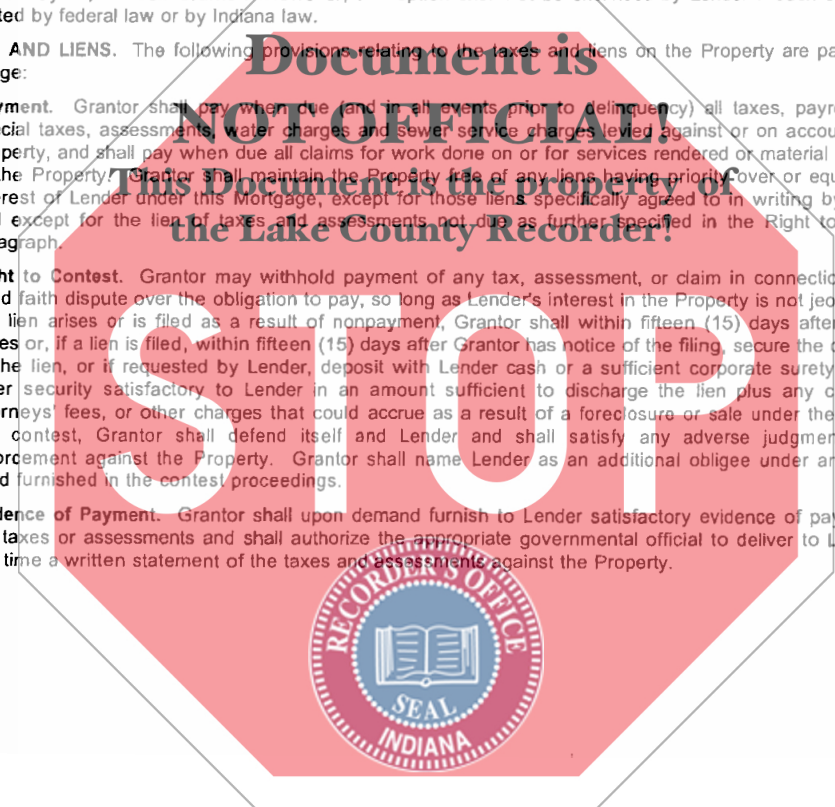 ted by federal law or by Indiana law.
AND LIENS. The following provisions relating to the taxes and liens on the Property are pa
ge:
Document is
NOT OFFICIAL!
This Document is the property of
the Lake County Recorder!
yment. Grantor shall pay when due (and in all events prior to delinquency) all taxes, payr
cial taxes, assessments, water charges and sewer service charges levied against or on accou
perty, and shall pay when due all claims for work done on or for services rendered or material
the Property. Grantor shall maintain the Property free of any liens having priority over or equ
rest of Lender under this Mortgage, except for those liens specifically agreed to in writing by
except for the lien of taxes and assessments not due as further specified in the Right to
agraph.
ht to Contest. Grantor may withhold payment of any tax, assessment, or claim in connectio
d faith dispute over the obligation to pay, so long as Lender's interest in the Property is not jeo
lien arises or is filed as a result of nonpayment, Grantor shall within fifteen (15) days after
es or, if a lien is filed, within fifteen (15) days after Grantor has notice of the filing, secure the d
he lien, or if requested by Lender, deposit with Lender cash or a sufficient corporate surety
er security satisfactory to Lender in an amount sufficient to discharge the lien plus any c
rneys' fees, or other charges that could accrue as a result of a foreclosure or sale under the
contest, Grantor shall defend itself and Lender and shall satisfy any adverse judgmen
orcement against the Property. Grantor shall name Lender as an additional obligee under an
d furnished in the contest proceedings.
STOP
dence of Payment. Grantor shall upon demand furnish to Lender satisfactory evidence of pay
taxes or assessments and shall authorize the appropriate governmental official to deliver to L
time a written statement of the taxes and assessments against the Property.
RECORDER'S OFFICE
SEAL
INDIANA